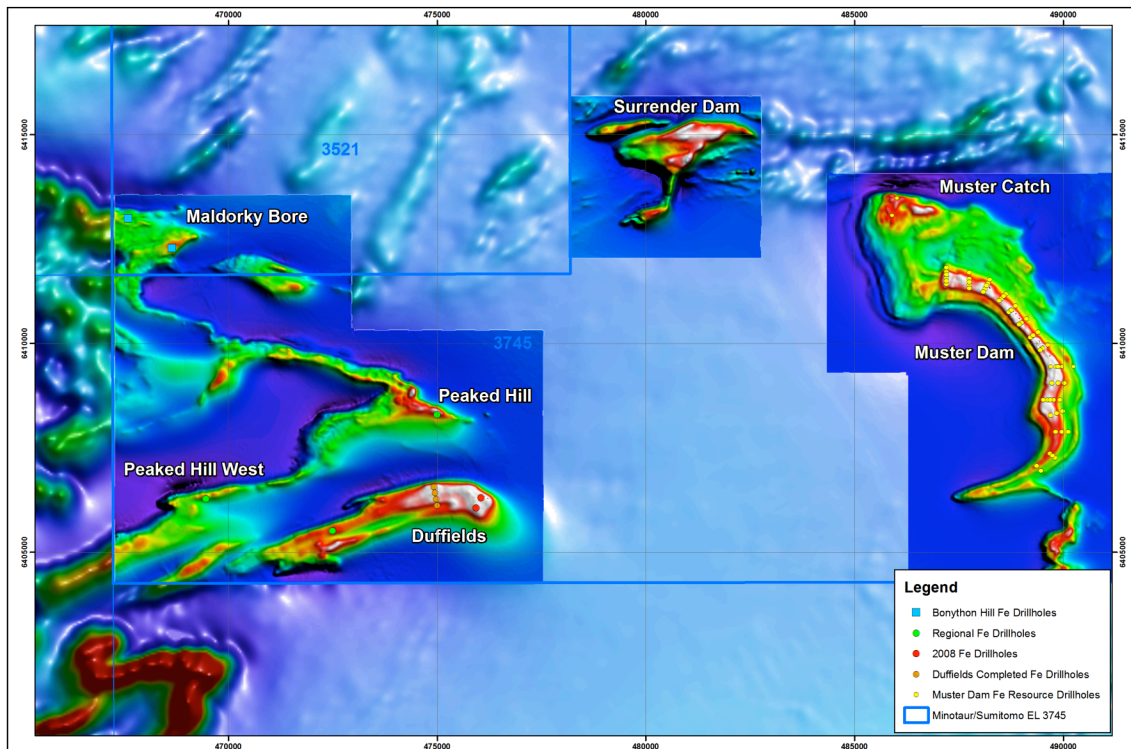 470000 475000 480000 485000 490000
6415000 6415000
Surrender Dam
3521
Muster Catch
Maldorky Bore
6410000 6410000
3745
Muster Dam
Peaked Hill
Peaked Hill West
Duffields
6405000 6405000
Legend
Bonython Hill Fe Drillholes
Regional Fe Drillholes
2008 Fe Drillholes
Duffields Completed Fe Drillholes
Muster Dam Fe Resource Drillholes
Minotaur/Sumitomo EL 3745
470000 475000 480000 485000 490000